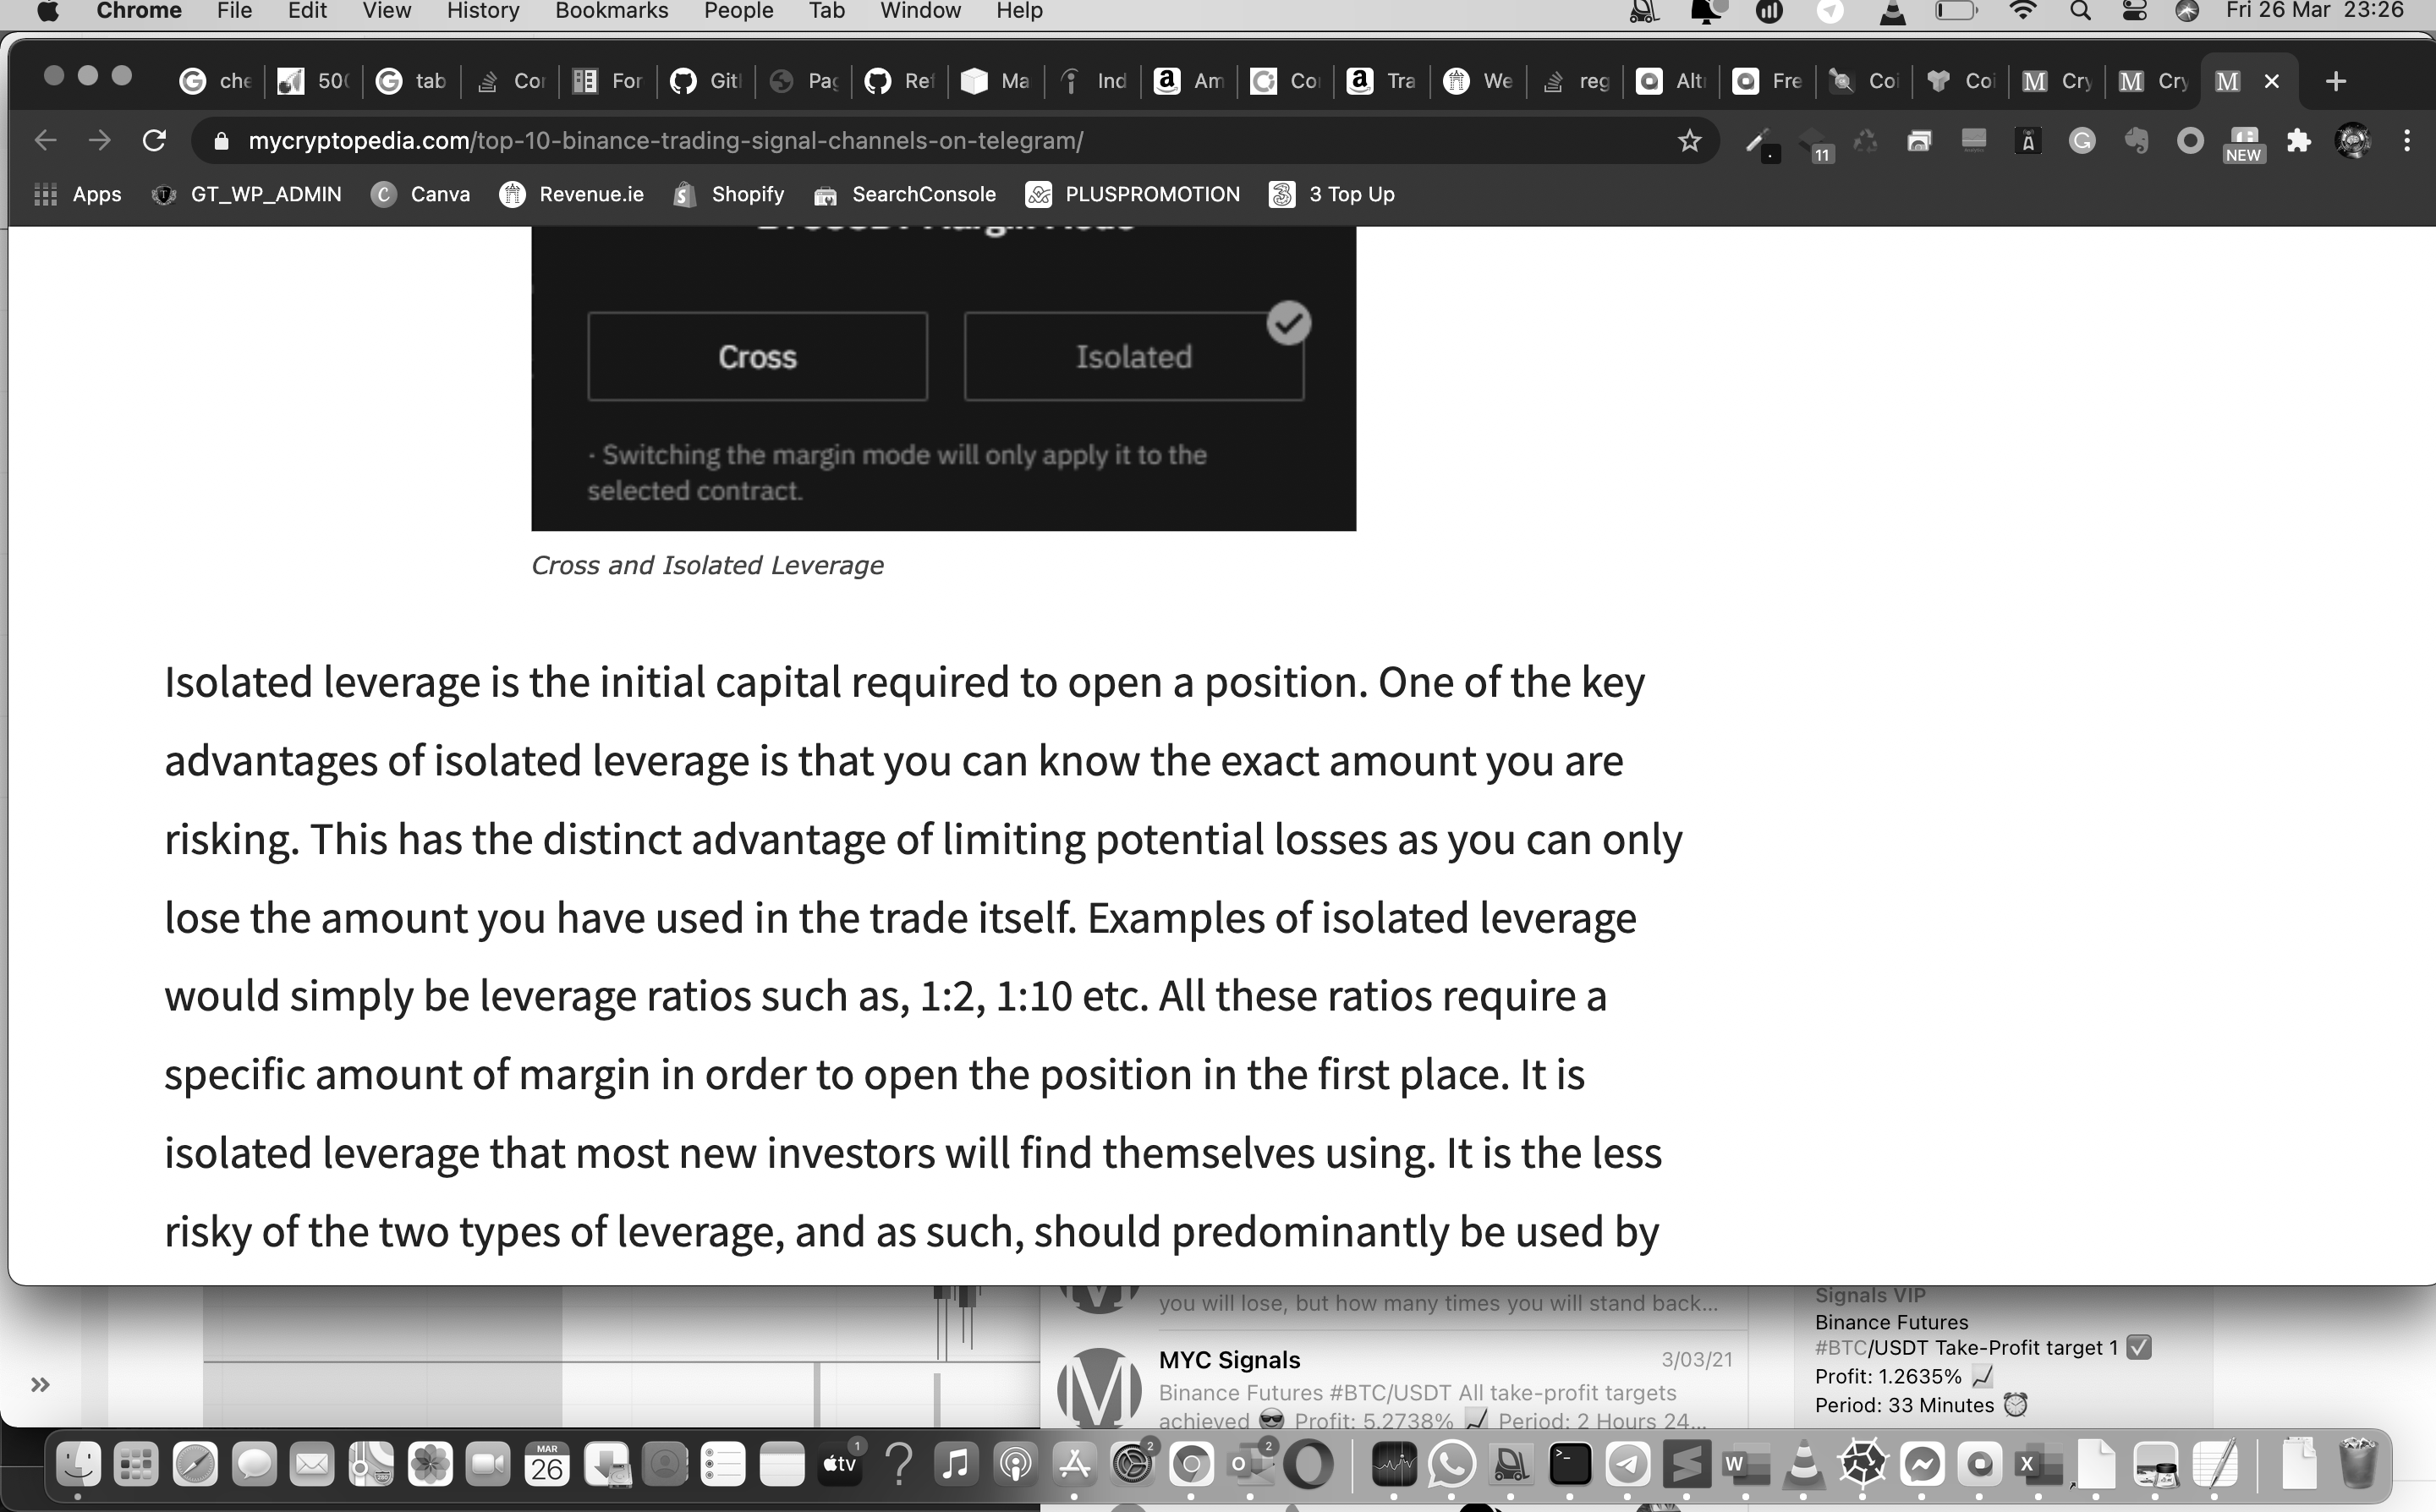 Chrome File Edit View History Bookmarks People Tab Window Help Fri 26 Mar 23:26
che 50( tab Cor For Gitl Pag Ref Ma Ind Am Co Tra We reg Alt Fre Coi Coi Cry Cry
mycryptopedia.com/top-10-binance-trading-signal-channels-on-telegram/ 11 NEW
Apps GT_WP_ADMIN Canva Revenue.ie Shopify SearchConsole PLUSPROMOTION 3 Top Up
Cross Isolated
· Switching the margin mode will only apply it to the
selected contract.
Cross and Isolated Leverage
Isolated leverage is the initial capital required to open a position. One of the key
advantages of isolated leverage is that you can know the exact amount you are
risking. This has the distinct advantage of limiting potential losses as you can only
lose the amount you have used in the trade itself. Examples of isolated leverage
would simply be leverage ratios such as, 1:2, 1:10 etc. All these ratios require a
specific amount of margin in order to open the position in the first place. It is
isolated leverage that most new investors will find themselves using. It is the less
risky of the two types of leverage, and as such, should predominantly be used by
you will lose, but how many times you will stand back...
MYC Signals 3/03/21
Binance Futures #BTC/USDT All take-profit targets
achieved 😎 Profit: 5.2738% 📈 Period: 2 Hours 24...
Signals VIP
Binance Futures
#BTC/USDT Take-Profit target 1 ✅
Profit: 1.2635% 📈
Period: 33 Minutes ⏰
MAR
26
tv 1
2
2